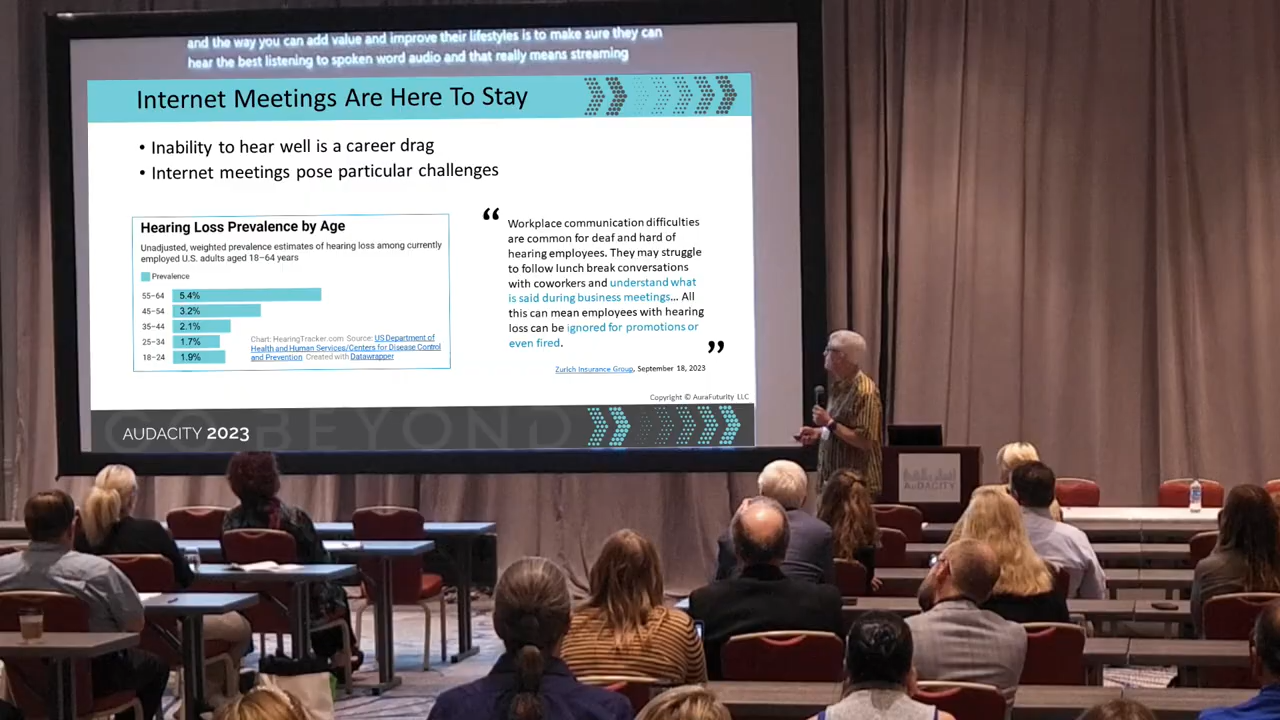 and the way you can add value and improve their lifestyles is to make sure they can
hear the best listening to spoken word audio and that really means streaming
Internet Meetings Are Here To Stay
• Inability to hear well is a career drag
• Internet meetings pose particular challenges
Hearing Loss Prevalence by Age
Unadjusted, weighted prevalence estimates of hearing loss among currently
employed U.S. adults aged 18–64 years
Prevalence
55–64 5.4%
45–54 3.2%
35–44 2.1%
25–34 1.7%
18–24 1.9%
Chart: HearingTracker.com Source: US Department of
Health and Human Services/Centers for Disease Control
and Prevention Created with Datawrapper
“
Workplace communication difficulties
are common for deaf and hard of
hearing employees. They may struggle
to follow lunch break conversations
with coworkers and understand what
is said during business meetings... All
this can mean employees with hearing
loss can be ignored for promotions or
even fired.
”
Zurich Insurance Group, September 18, 2023
Copyright © AuraFuturity LLC
GO BEYOND
AUDACITY 2023
AuDACITY